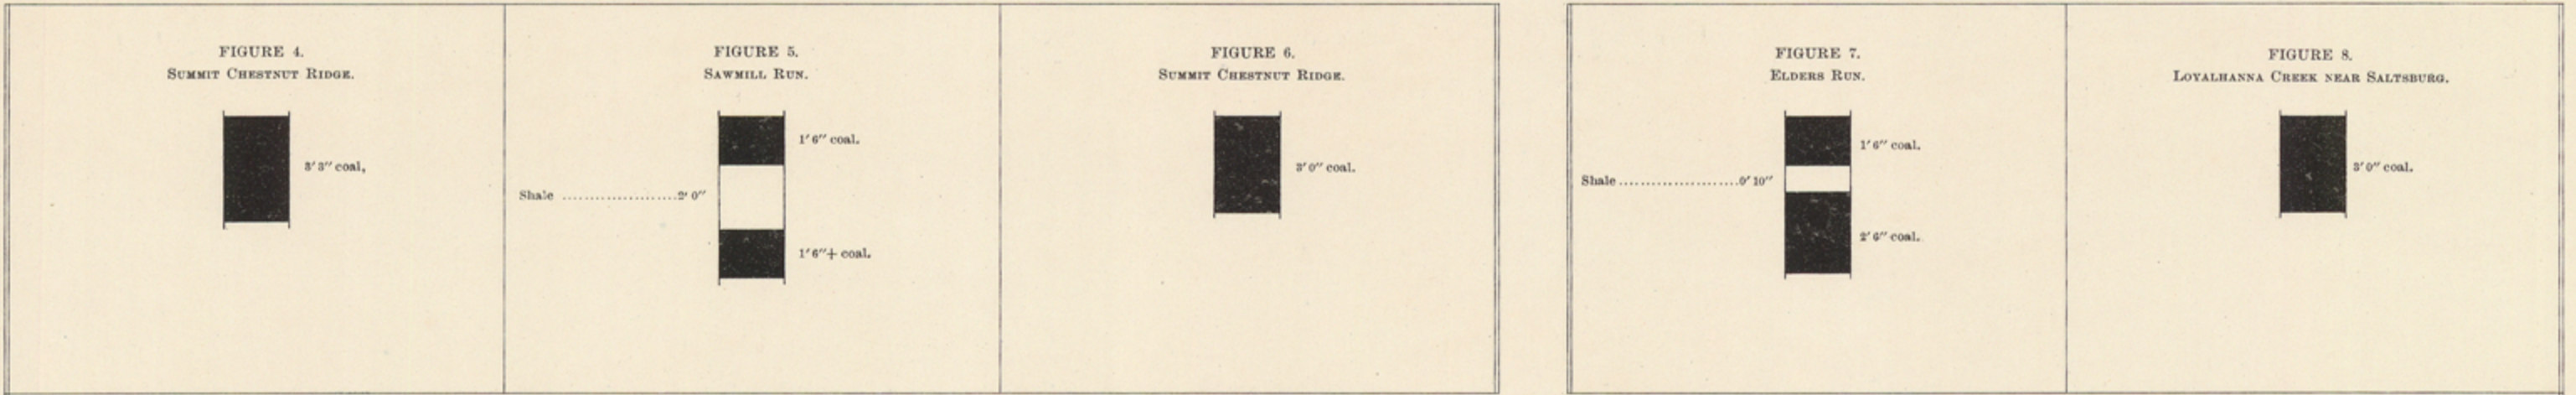 FIGURE 4.
SUMMIT CHESTNUT RIDGE.
3' 3" coal,
FIGURE 5.
SAWMILL RUN.
1' 6" coal.
Shale .....................2' 0"
1' 6"+ coal.
FIGURE 6.
SUMMIT CHESTNUT RIDGE.
3' 0" coal.
FIGURE 7.
ELDERS RUN.
1' 6" coal.
Shale......................0' 10"
2' 6" coal.
FIGURE 8.
LOYALHANNA CREEK NEAR SALTSBURG.
3' 0" coal.